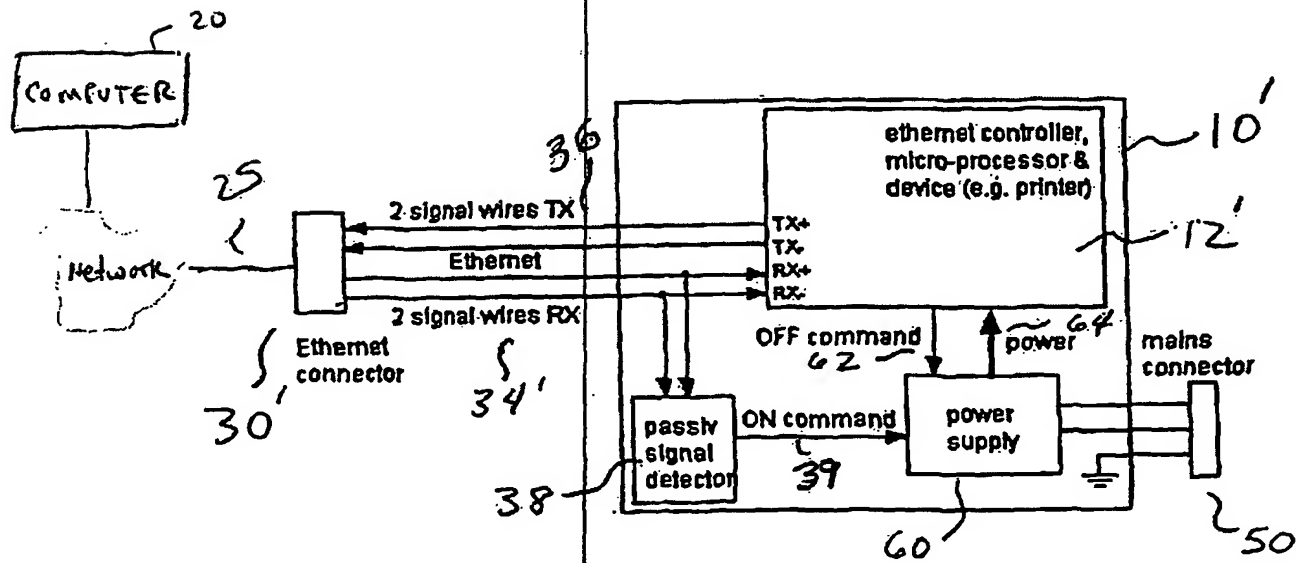 20
COMPUTER
25
Network
36
2 signal wires TX
Ethernet
2 signal wires RX
Ethernet
connector
30'
34'
ethernet controller,
micro-processor &
device (e.g. printer)
TX+
TX-
RX+
RX-
10'
12'
OFF command
62
power
64
mains
connector
passiv
signal
detector
ON command
39
power
supply
38
60
50